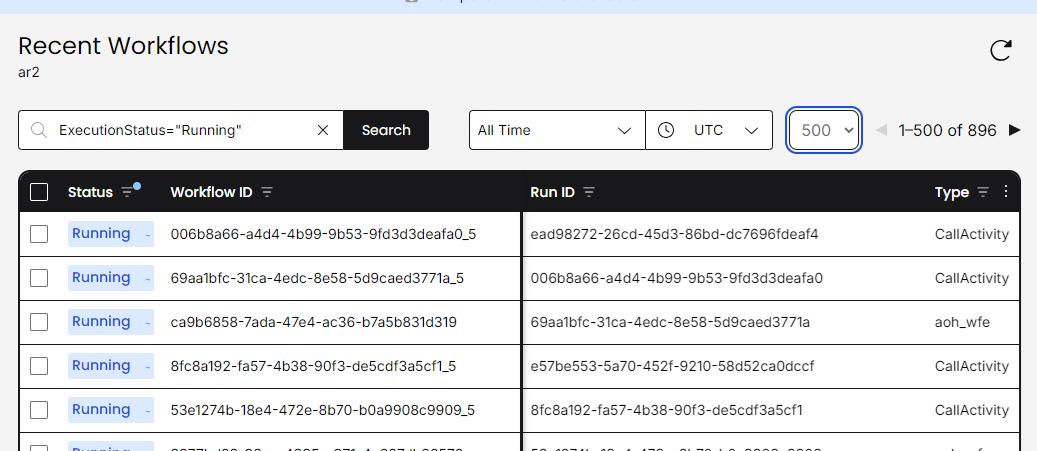 Recent Workflows
ar2
ExecutionStatus="Running" Search All Time UTC 500 1–500 of 896
Status Workflow ID Run ID Type
Running 006b8a66-a4d4-4b99-9b53-9fd3d3deafa0_5 ead98272-26cd-45d3-86bd-dc7696fdeaf4 CallActivity
Running 69aa1bfc-31ca-4edc-8e58-5d9caed3771a_5 006b8a66-a4d4-4b99-9b53-9fd3d3deafa0 CallActivity
Running ca9b6858-7ada-47e4-ac36-b7a5b831d319 69aa1bfc-31ca-4edc-8e58-5d9caed3771a aoh_wfe
Running 8fc8a192-fa57-4b38-90f3-de5cdf3a5cf1_5 e57be553-5a70-452f-9210-58d52ca0dccf CallActivity
Running 53e1274b-18e4-472e-8b70-b0a9908c9909_5 8fc8a192-fa57-4b38-90f3-de5cdf3a5cf1 CallActivity
Running